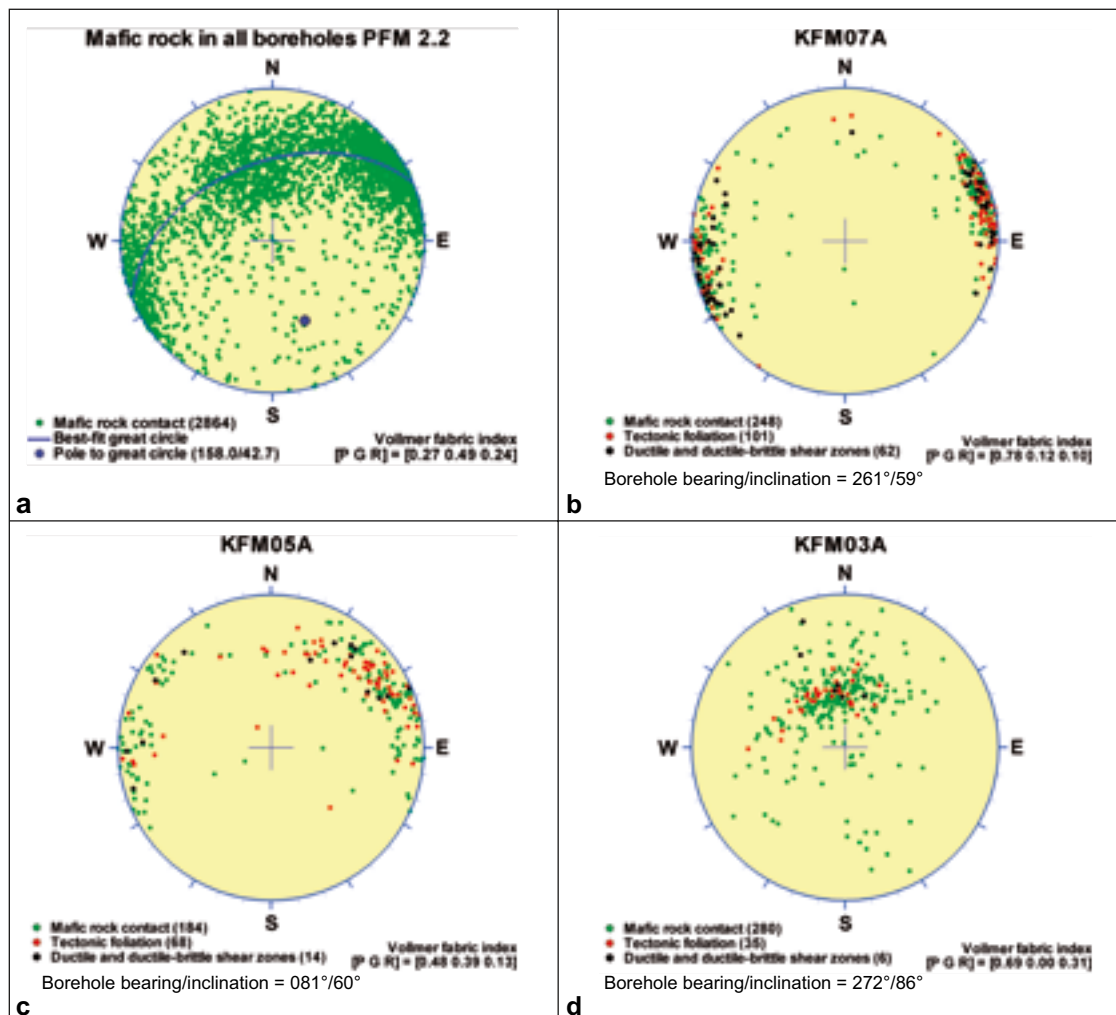 Mafic rock in all boreholes PFM 2.2
N
W
E
S
Mafic rock contact (2864)
Best-fit great circle
Pole to great circle (158.0/42.7)
Vollmer fabric index
[P G R] = [0.27 0.49 0.24]
a
KFM07A
N
W
E
S
Mafic rock contact (248)
Tectonic foliation (101)
Ductile and ductile-brittle shear zones (62)
Vollmer fabric index
[P G R] = [0.78 0.12 0.10]
Borehole bearing/inclination = 261°/59°
b
KFM05A
N
W
E
S
Mafic rock contact (184)
Tectonic foliation (68)
Ductile and ductile-brittle shear zones (14)
Vollmer fabric index
[P G R] = [0.48 0.39 0.13]
Borehole bearing/inclination = 081°/60°
c
KFM03A
N
W
E
S
Mafic rock contact (280)
Tectonic foliation (35)
Ductile and ductile-brittle shear zones (6)
Vollmer fabric index
[P G R] = [0.69 0.00 0.31]
Borehole bearing/inclination = 272°/86°
d